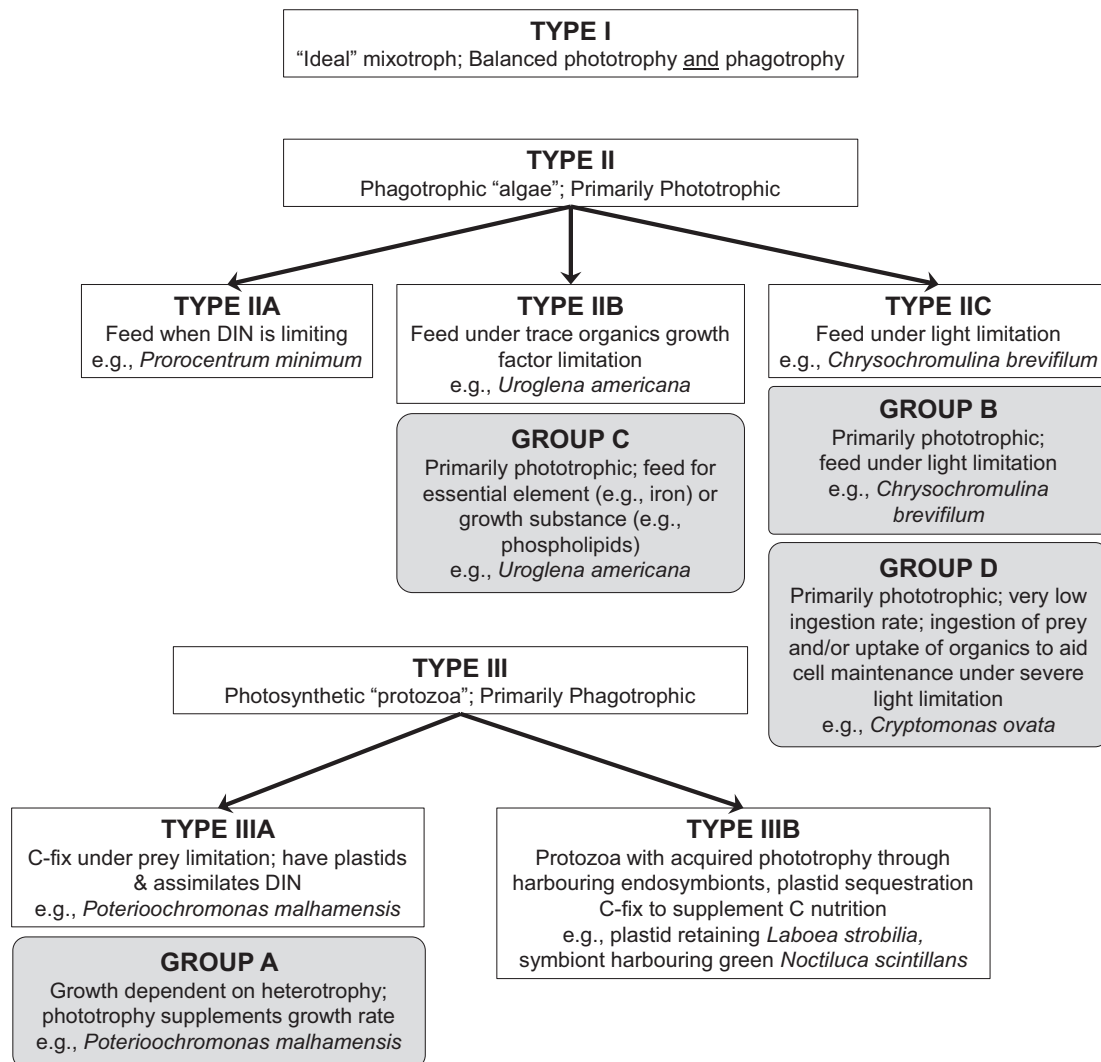 TYPE I
“Ideal” mixotroph; Balanced phototrophy and phagotrophy
TYPE II
Phagotrophic “algae”; Primarily Phototrophic
TYPE IIA
Feed when DIN is limiting
e.g., Prorocentrum minimum
TYPE IIB
Feed under trace organics growth
factor limitation
e.g., Uroglena americana
GROUP C
Primarily phototrophic; feed for
essential element (e.g., iron) or
growth substance (e.g.,
phospholipids)
e.g., Uroglena americana
TYPE IIC
Feed under light limitation
e.g., Chrysochromulina brevifilum
GROUP B
Primarily phototrophic;
feed under light limitation
e.g., Chrysochromulina
brevifilum
GROUP D
Primarily phototrophic; very low
ingestion rate; ingestion of prey
and/or uptake of organics to aid
cell maintenance under severe
light limitation
e.g., Cryptomonas ovata
TYPE III
Photosynthetic “protozoa”; Primarily Phagotrophic
TYPE IIIA
C-fix under prey limitation; have plastids
& assimilates DIN
e.g., Poterioochromonas malhamensis
GROUP A
Growth dependent on heterotrophy;
phototrophy supplements growth rate
e.g., Poterioochromonas malhamensis
TYPE IIIB
Protozoa with acquired phototrophy through
harbouring endosymbionts, plastid sequestration
C-fix to supplement C nutrition
e.g., plastid retaining Laboea strobilia,
symbiont harbouring green Noctiluca scintillans